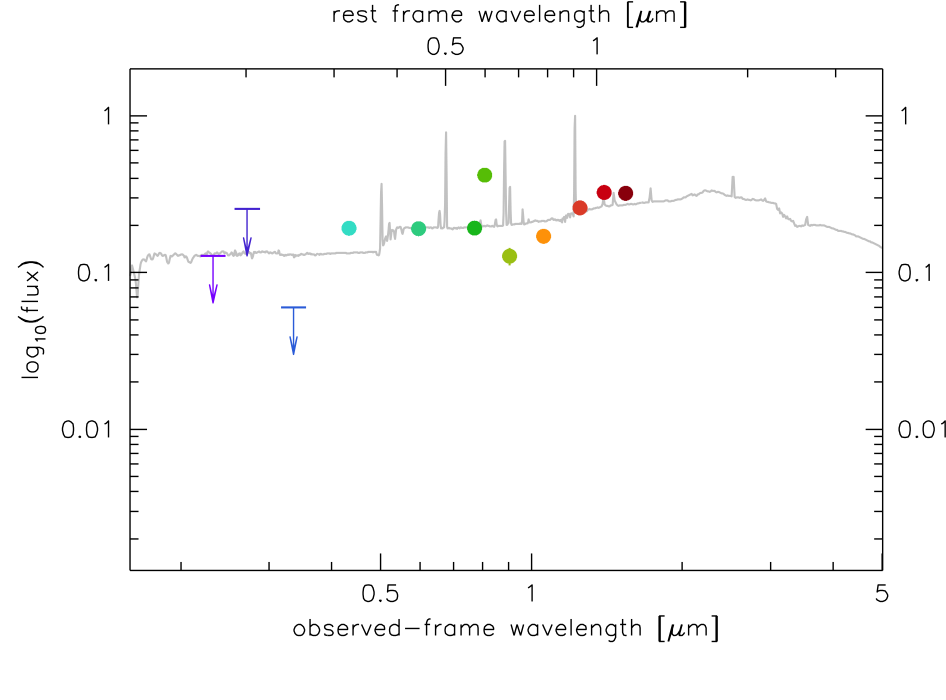 rest frame wavelength [μm]
0.5 1
1 1
0.1 0.1
log10(flux)
0.01 0.01
0.5 1 5
observed-frame wavelength [μm]